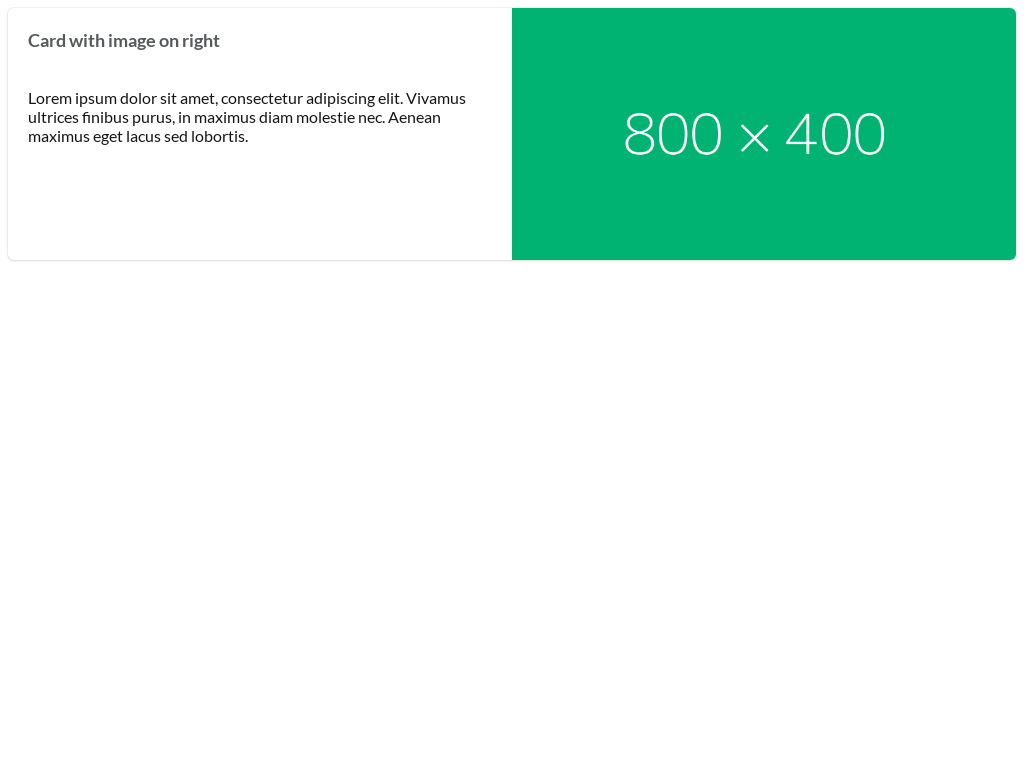 Card with image on right
Lorem ipsum dolor sit amet, consectetur adipiscing elit. Vivamus
ultrices finibus purus, in maximus diam molestie nec. Aenean
maximus eget lacus sed lobortis.
800 × 400